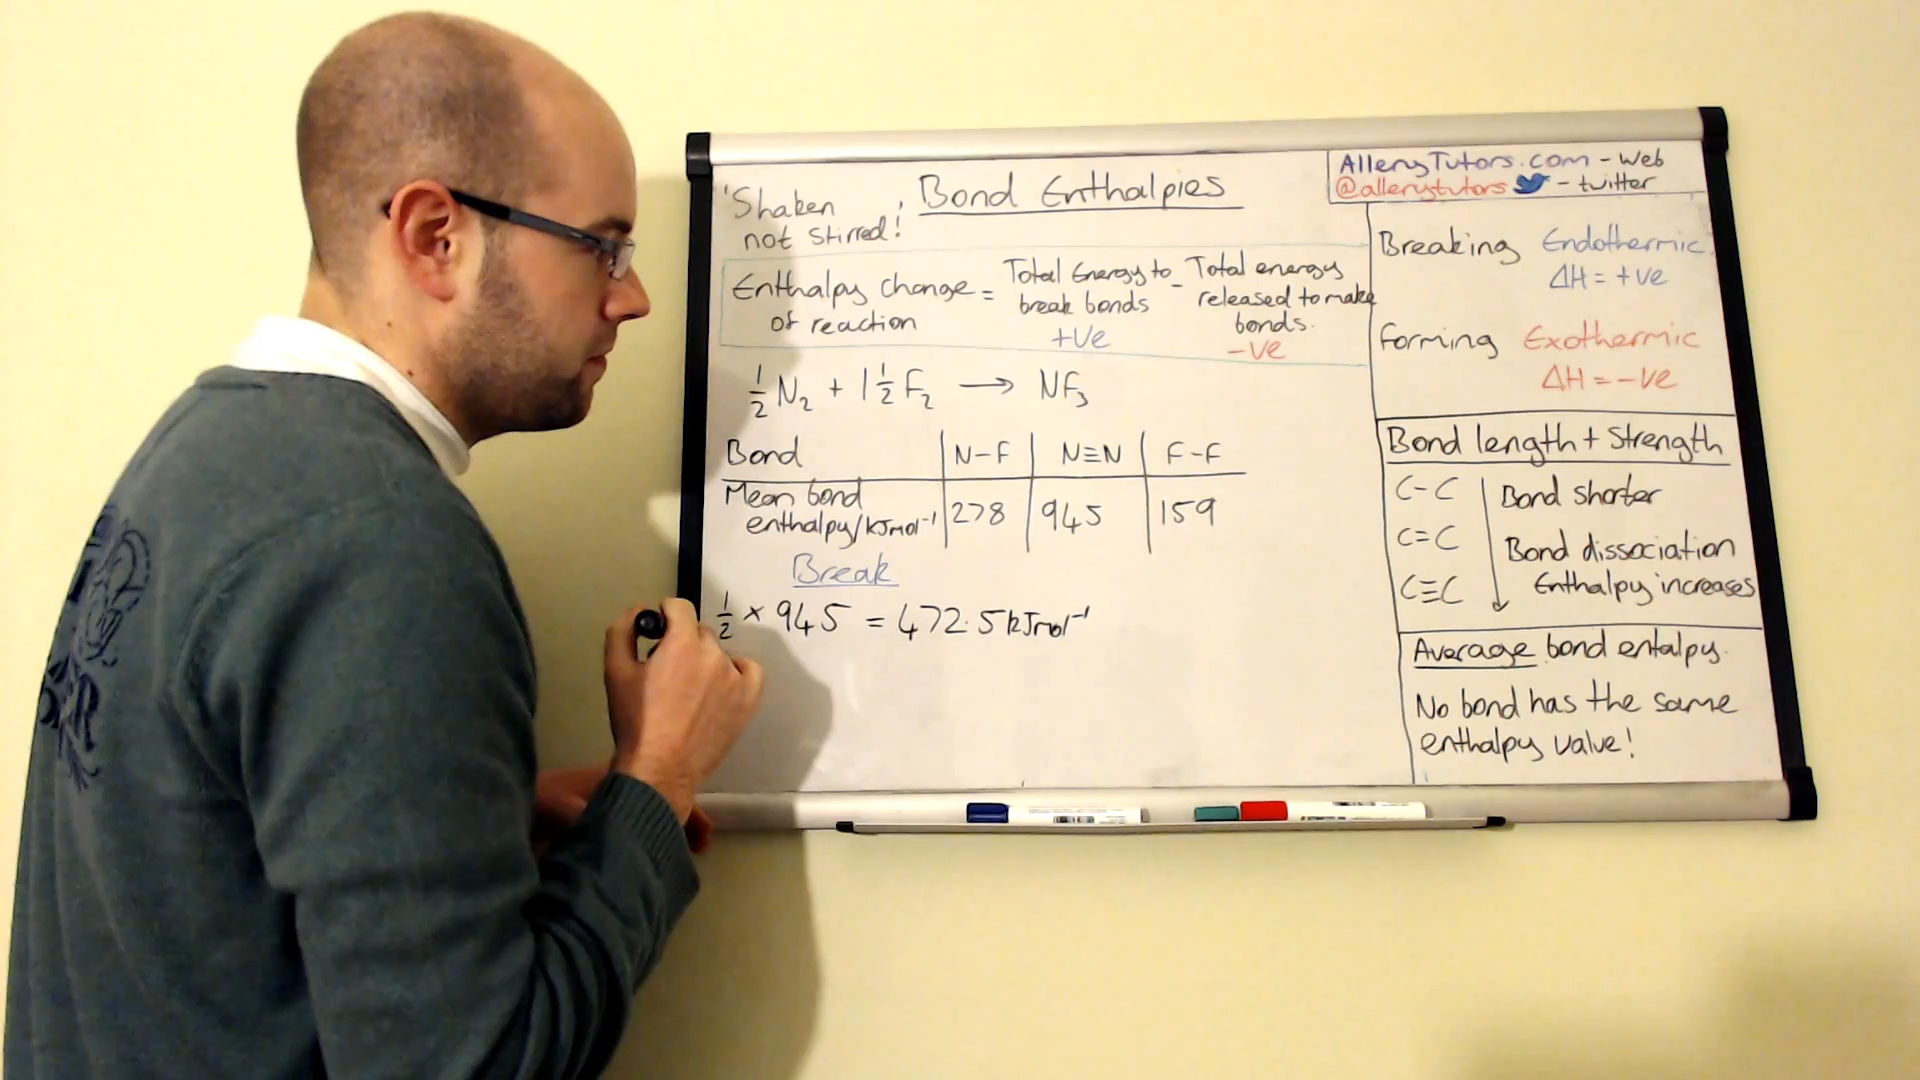 'Shaken
not stirred!'
Bond Enthalpies
AlleryTutors.com - Web
@allerytutors - twitter
Enthalpy change =
of reaction
Total Energy to
break bonds
+ve
-
Total energy
released to make
bonds.
-ve
½N₂ + 1½F₂ → NF₃
Bond | N-F | N≡N | F-F
Mean bond
enthalpy/kJmol⁻¹ | 278 | 945 | 159
Break
½ × 945 = 472.5 kJmol⁻¹
Breaking Endothermic
ΔH = +ve
Forming Exothermic
ΔH = -ve
Bond length + Strength
C-C Bond shorter
C=C Bond dissociation
C≡C Enthalpy increases
Average bond entalpy.
No bond has the same
enthalpy value!